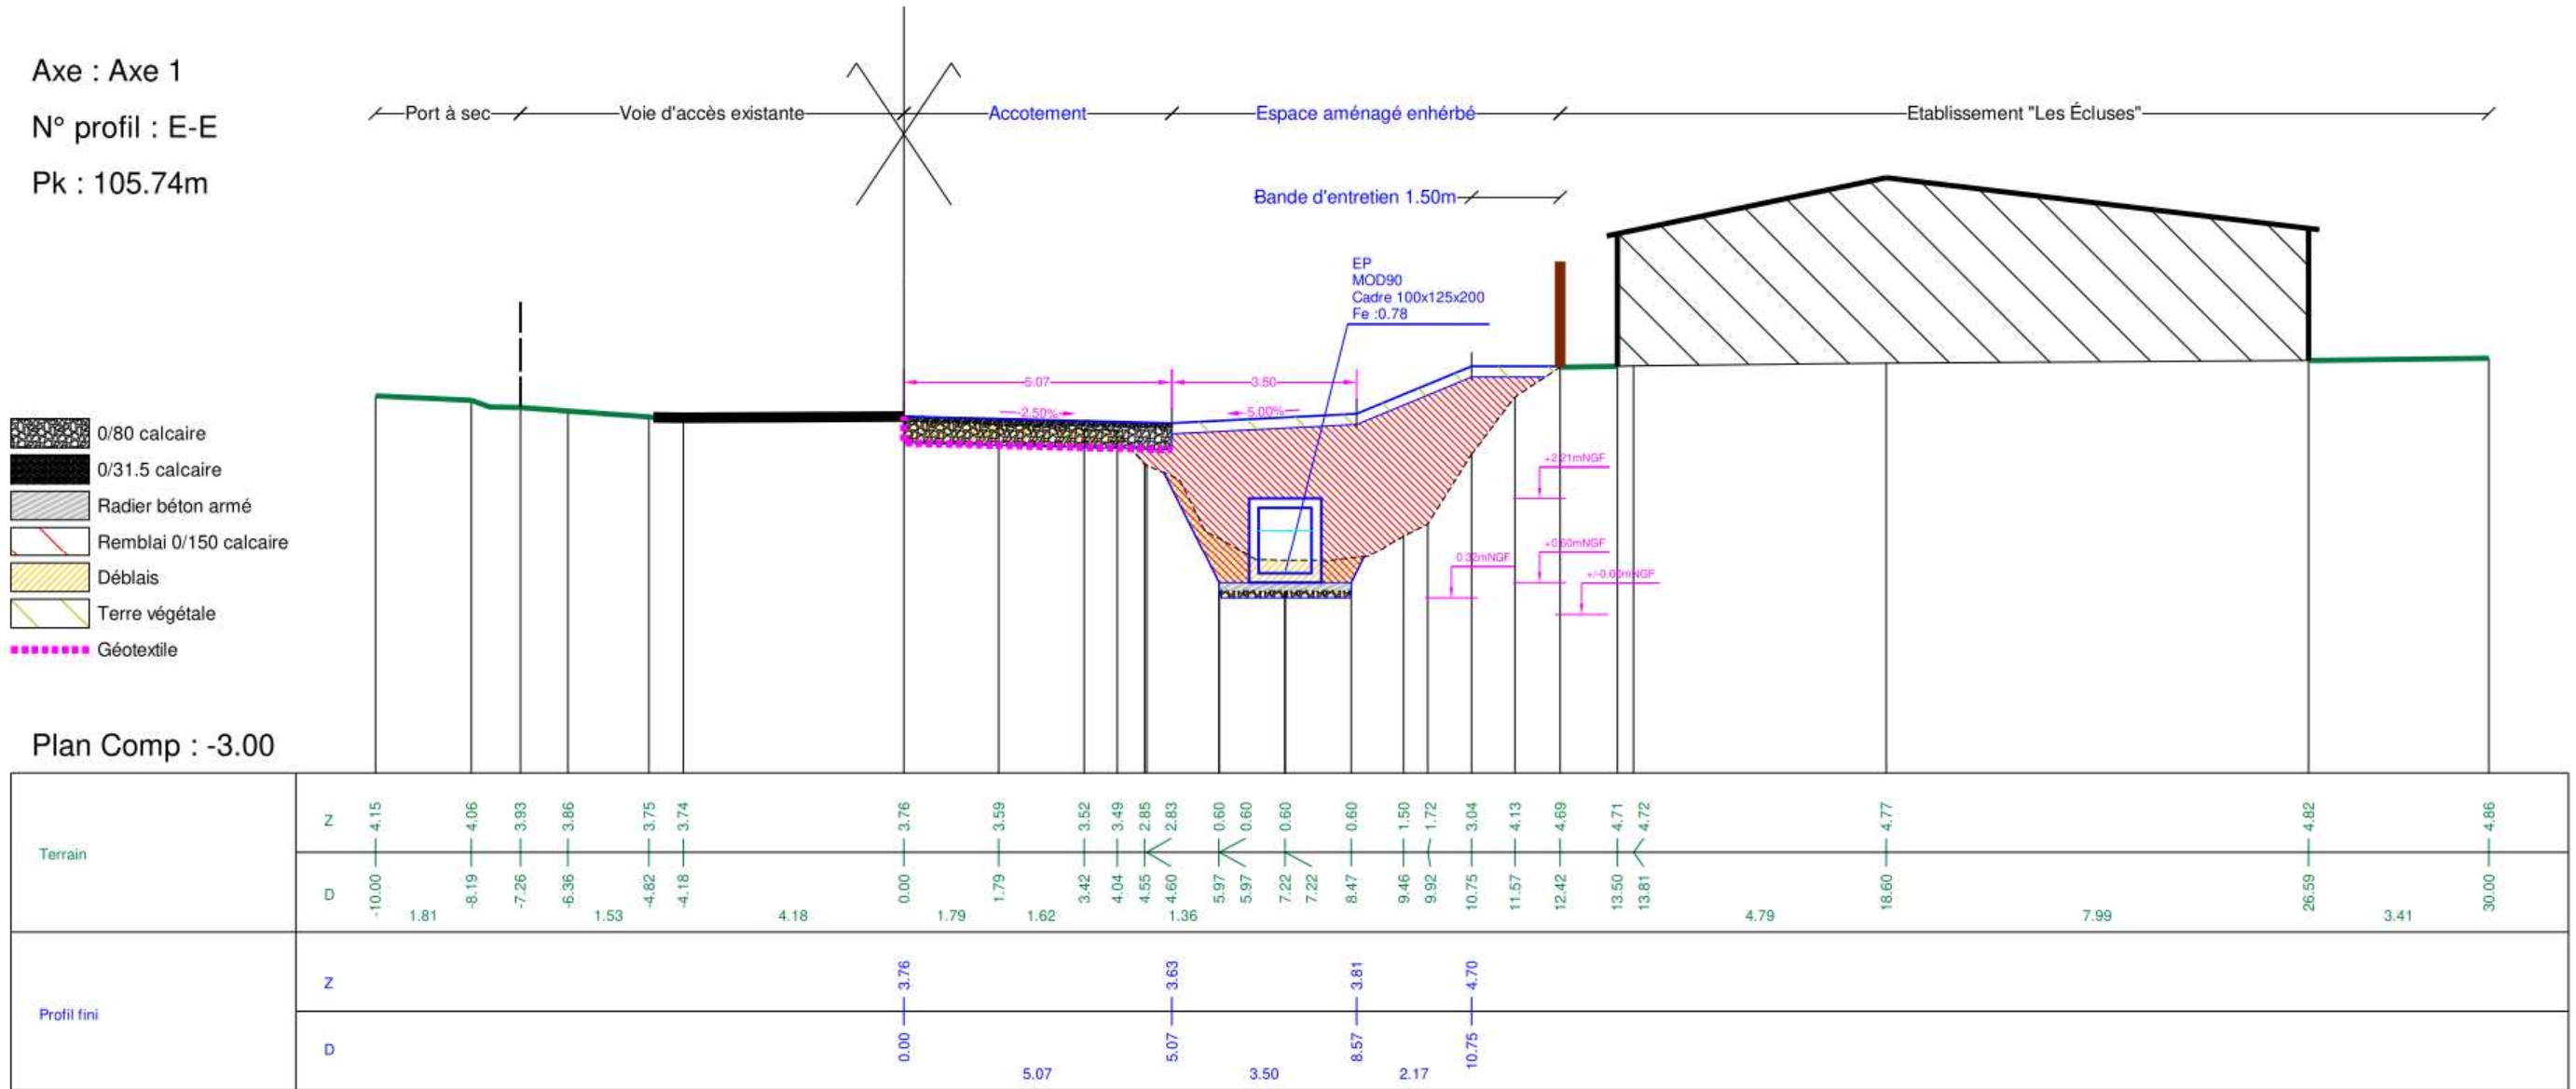 Axe : Axe 1
N° profil : E-E
Pk : 105.74m
Port à sec
Voie d'accès existante
Accotement
Espace aménagé enhérbé
Etablissement "Les Écluses"
Bande d'entretien 1.50m
EP
MOD90
Cadre 100x125x200
Fe :0.78
5.07
3.50
2.50%
5.00%
+2.21mNGF
0.32mNGF
+0.60mNGF
+/-0.00mNGF
0/80 calcaire
0/31.5 calcaire
Radier béton armé
Remblai 0/150 calcaire
Déblais
Terre végétale
Géotextile
Plan Comp : -3.00
Terrain
Z 4.15 4.06 3.93 3.86 3.75 3.74 3.76 3.59 3.52 3.49 2.85 2.83 0.60 0.60 0.60 0.60 1.50 1.72 3.04 4.13 4.69 4.71 4.72 4.77 4.82 4.86
D -10.00 -8.19 -7.26 -6.36 -4.82 -4.18 0.00 1.79 3.42 4.04 4.55 4.60 5.97 5.97 7.22 7.22 8.47 9.46 9.92 10.75 11.57 12.42 13.50 13.81 18.60 26.59 30.00
1.81 1.53 4.18 1.79 1.62 1.36 4.79 7.99 3.41
Profil fini
Z 3.76 3.63 3.81 4.70
D 0.00 5.07 8.57 10.75
5.07 3.50 2.17